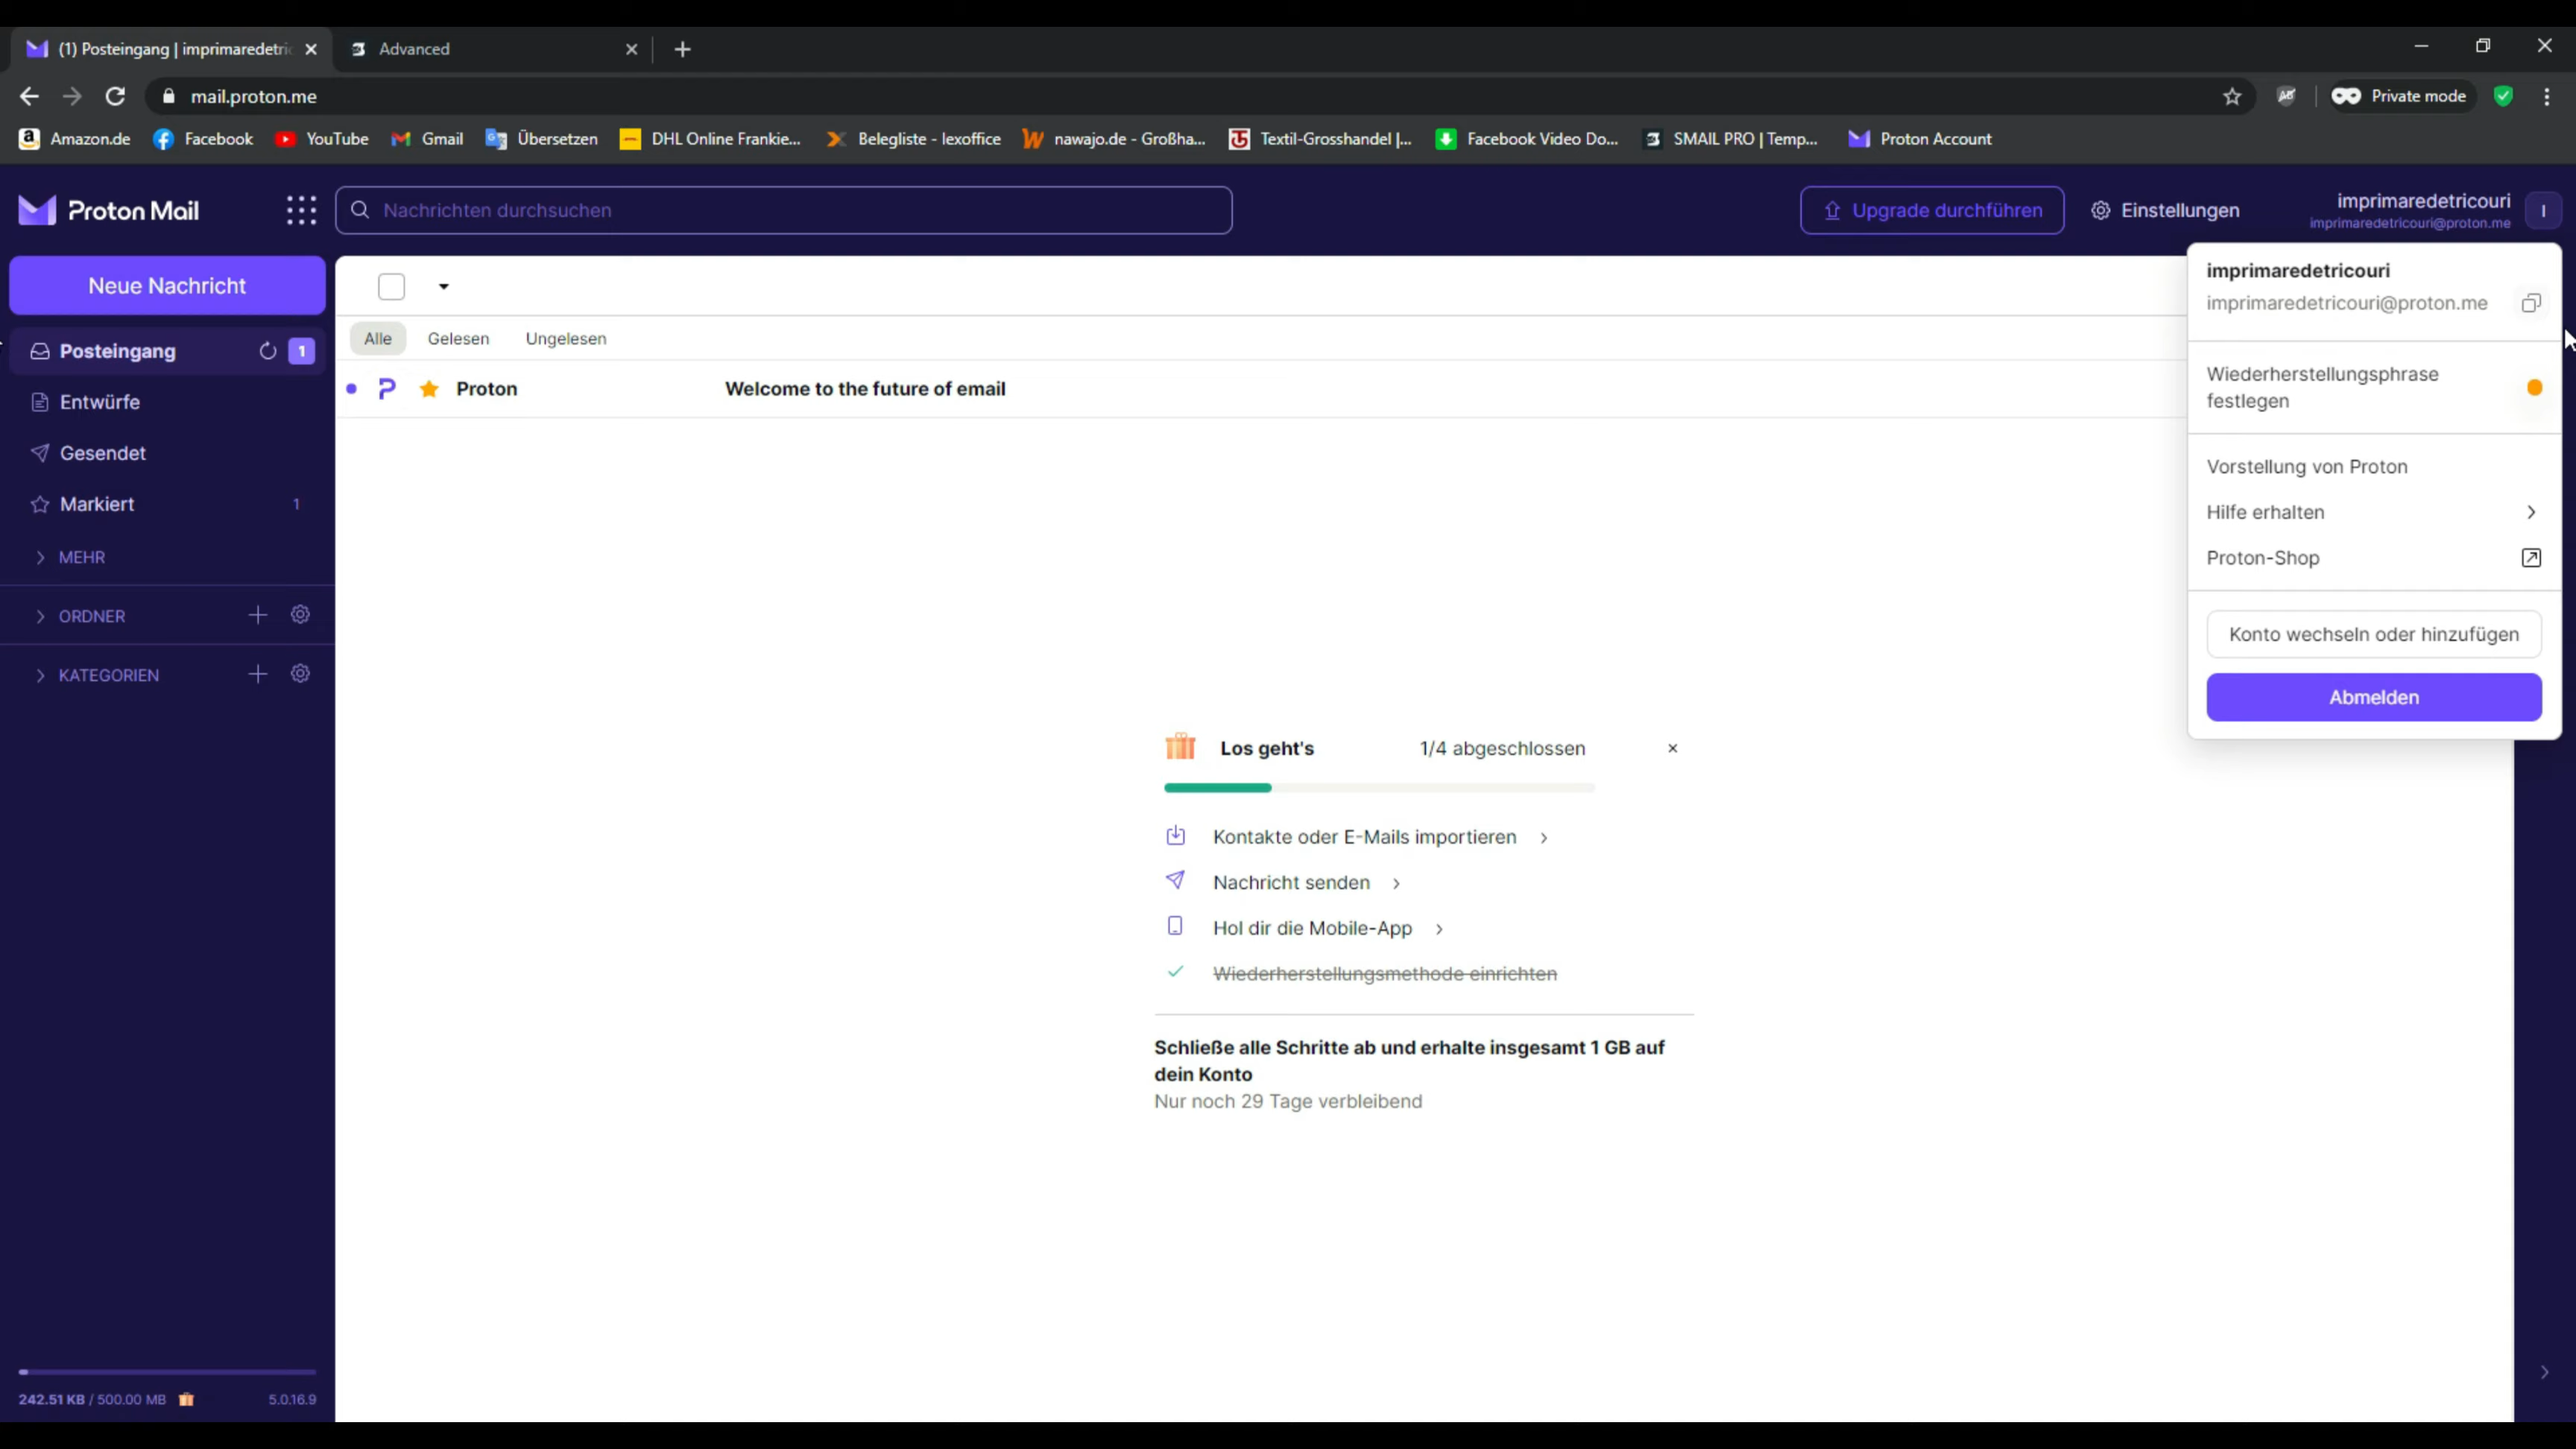 (1) Posteingang | imprimaredetric
Advanced
mail.proton.me
Private mode
Amazon.de
Facebook
YouTube
Gmail
Übersetzen
DHL Online Frankie...
Belegliste - lexoffice
nawajo.de - Großha...
Textil-Grosshandel |...
Facebook Video Do...
SMAIL PRO | Temp...
Proton Account
Proton Mail
Nachrichten durchsuchen
Upgrade durchführen
Einstellungen
imprimaredetricouri
imprimaredetricouri@proton.me
I
Neue Nachricht
Posteingang
1
Entwürfe
Gesendet
Markiert
1
MEHR
ORDNER
KATEGORIEN
242.51 KB / 500.00 MB
5.0.16.9
Alle
Gelesen
Ungelesen
Proton
Welcome to the future of email
Los geht's
1/4 abgeschlossen
Kontakte oder E-Mails importieren
Nachricht senden
Hol dir die Mobile-App
Wiederherstellungsmethode einrichten
Schließe alle Schritte ab und erhalte insgesamt 1 GB auf
dein Konto
Nur noch 29 Tage verbleibend
imprimaredetricouri
imprimaredetricouri@proton.me
Wiederherstellungsphrase
festlegen
Vorstellung von Proton
Hilfe erhalten
Proton-Shop
Konto wechseln oder hinzufügen
Abmelden